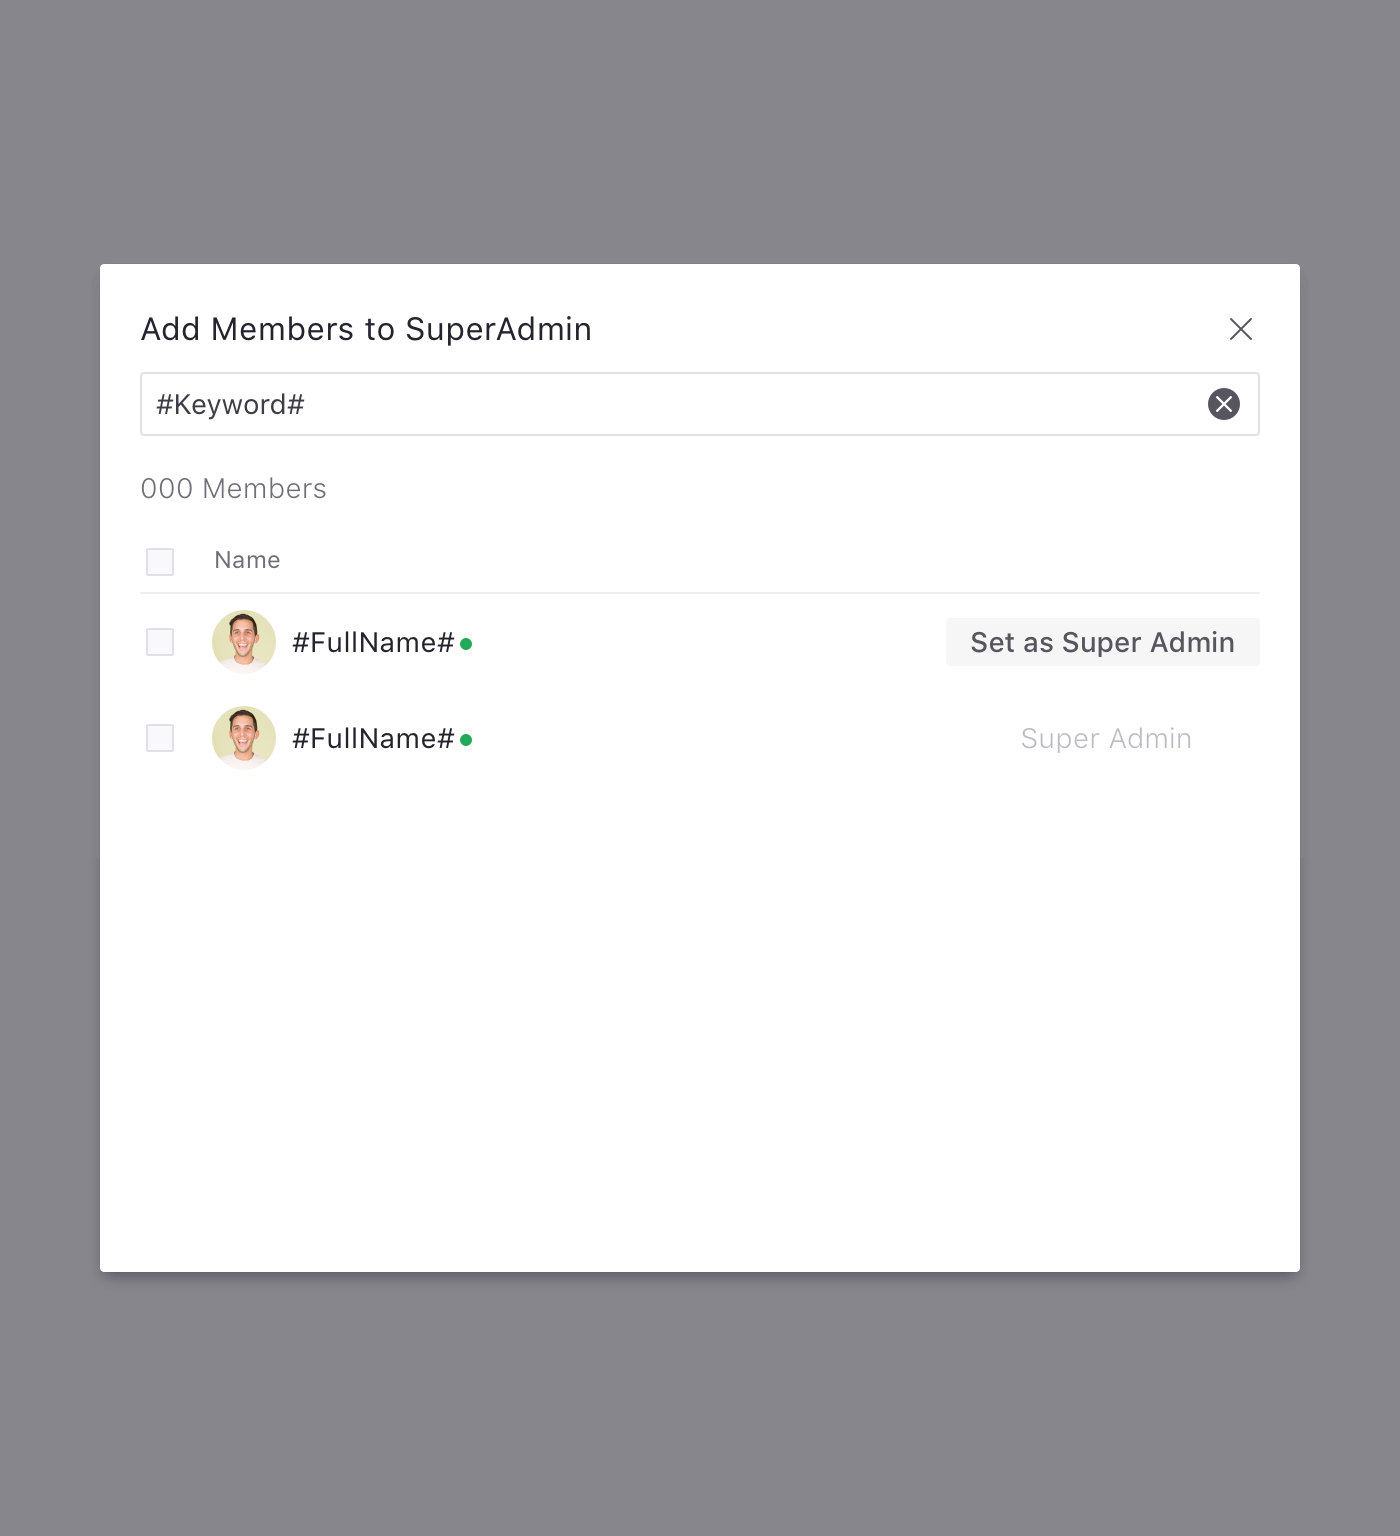 Add Members to SuperAdmin
#Keyword#
000 Members
Name
#FullName#
Set as Super Admin
#FullName#
Super Admin